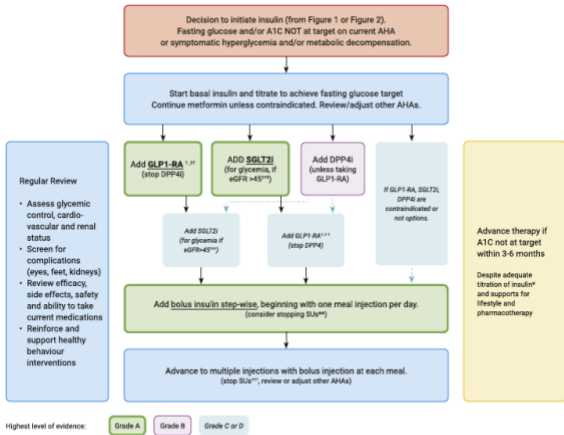 Decision to initiate insulin (from Figure 1 or Figure 2).
Fasting glucose and/or A1C NOT at target on current AHA
or symptomatic hyperglycemia and/or metabolic decompensation.
Start basal insulin and titrate to achieve fasting glucose target
Continue metformin unless contraindicated. Review/adjust other AHAs.
Add GLP1-RA
(stop DPP4i)
ADD SGLT2i
(for glycemia, if
eGFR >45
Add DPP4i
(unless taking
GLP1-RA)
If GLP1-RA, SGLT2i,
DPP4i are
contraindicated or
not options.
Add SGLT2i
(for glycemia if
eGFR>45
Add GLP1-RA
(stop DPP4)
Add bolus insulin step-wise, beginning with one meal injection per day.
(consider stopping SUs
Advance to multiple injections with bolus injection at each meal.
(stop SUs , review or adjust other AHAs)
Regular Review
• Assess glycemic
control, cardio-
vascular and renal
status
• Screen for
complications
(eyes, feet, kidneys)
• Review efficacy,
side effects, safety
and ability to take
current medications
• Reinforce and
support healthy
behaviour
interventions
Advance therapy if
A1C not at target
within 3-6 months
Despite adequate
titration of insulin*
and supports for
lifestyle and
pharmacotherapy
Highest level of evidence:
Grade A
Grade B
Grade C or D